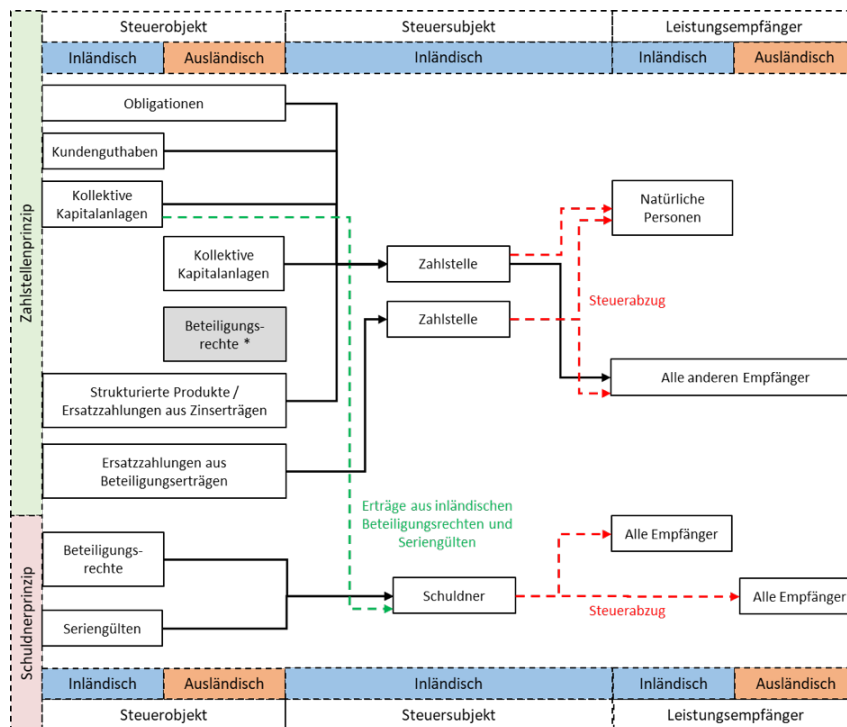 Steuerobjekt
Steuersubjekt
Leistungsempfänger
Inländisch
Ausländisch
Inländisch
Inländisch
Ausländisch
Zahlstellenprinzip
Obligationen
Kundenguthaben
Kollektive
Kapitalanlagen
Natürliche
Personen
Kollektive
Kapitalanlagen
Zahlstelle
Steuerabzug
Beteiligungs-
rechte *
Zahlstelle
Strukturierte Produkte /
Ersatzzahlungen aus Zinserträgen
Alle anderen Empfänger
Ersatzzahlungen aus
Beteiligungserträgen
Erträge aus inländischen
Beteiligungsrechten und
Seriengülten
Schuldnerprinzip
Beteiligungs-
rechte
Alle Empfänger
Schuldner
Steuerabzug
Alle Empfänger
Seriengülten
Inländisch
Ausländisch
Inländisch
Inländisch
Ausländisch
Steuerobjekt
Steuersubjekt
Leistungsempfänger